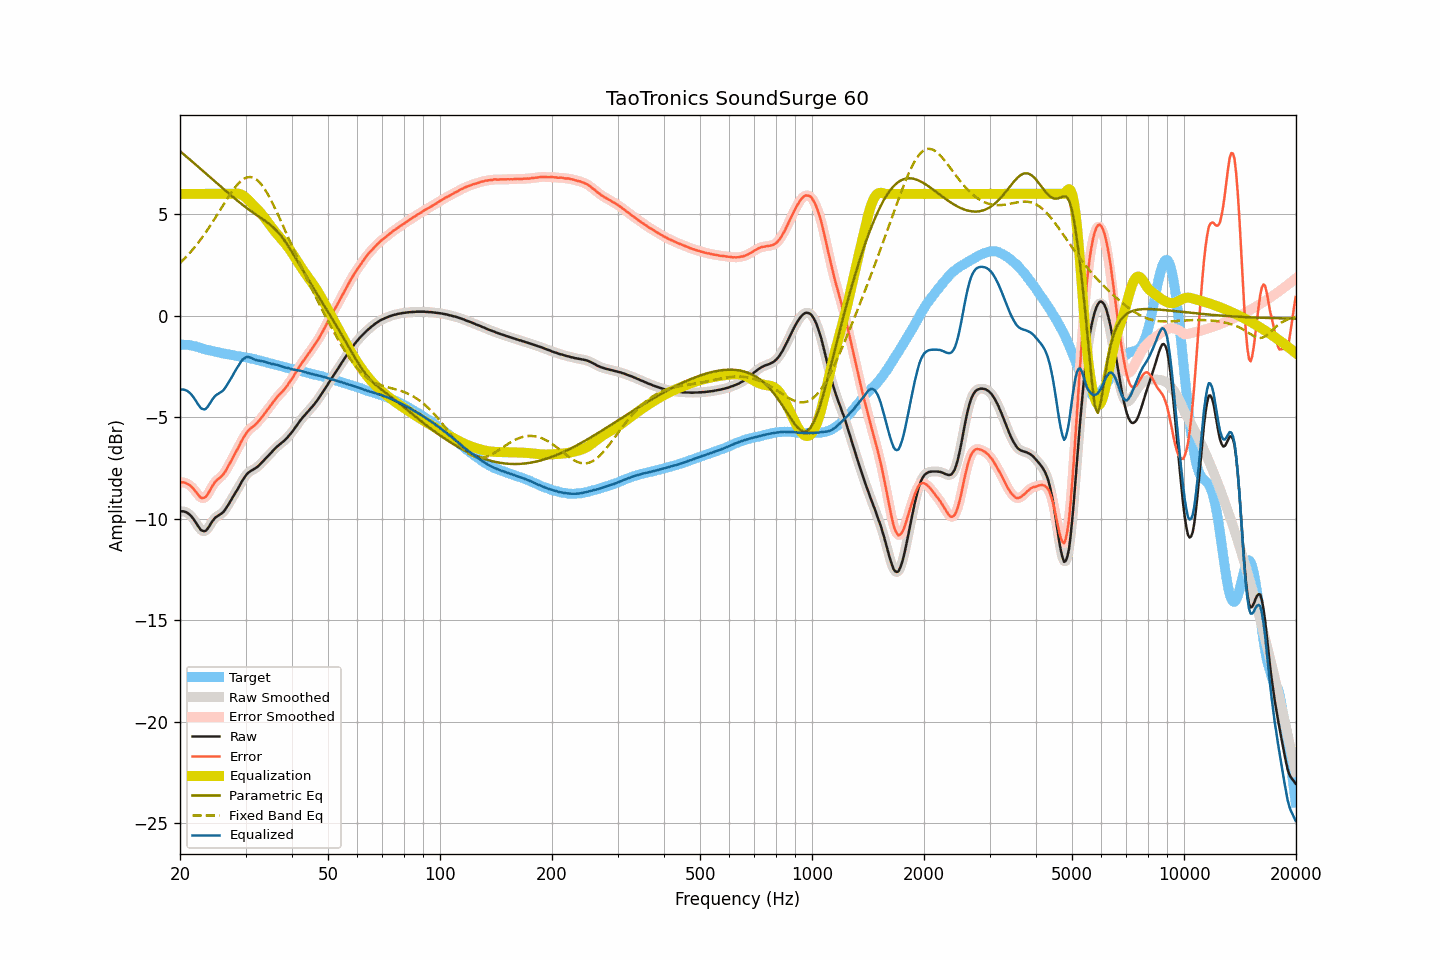 TaoTronics SoundSurge 60
Amplitude (dBr)
5
0
−5
−10
−15
−20
−25
Target
Raw Smoothed
Error Smoothed
Raw
Error
Equalization
Parametric Eq
Fixed Band Eq
Equalized
20 50 100 200 500 1000 2000 5000 10000 20000
Frequency (Hz)